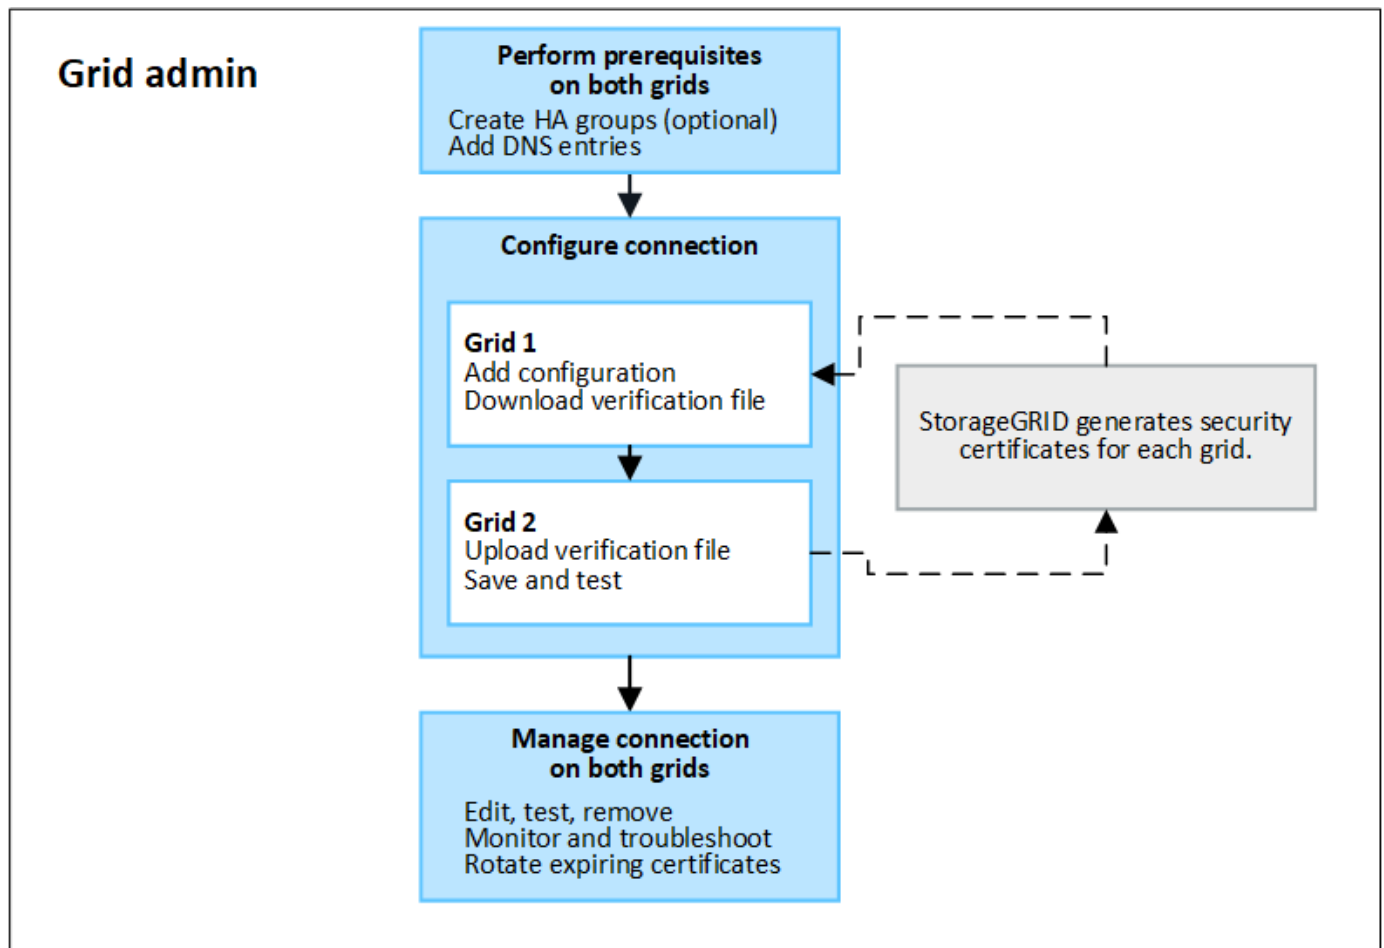 Grid admin
Perform prerequisites
on both grids
Create HA groups (optional)
Add DNS entries
Configure connection
Grid 1
Add configuration
Download verification file
StorageGRID generates security
certificates for each grid.
Grid 2
Upload verification file
Save and test
Manage connection
on both grids
Edit, test, remove
Monitor and troubleshoot
Rotate expiring certificates